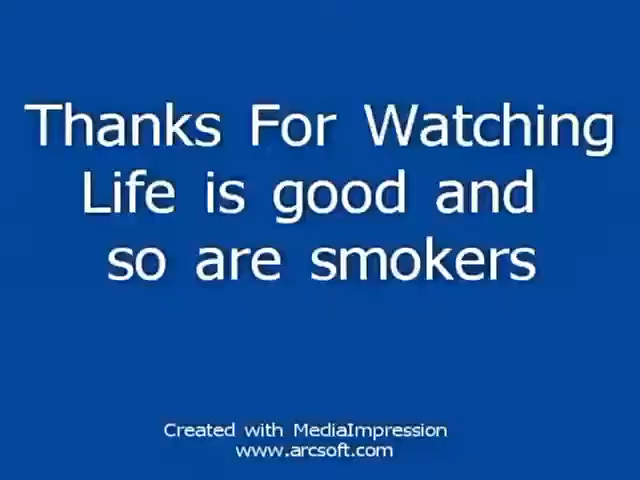 Thanks For Watching
Life is good and
so are smokers
Created with MediaImpression
www.arcsoft.com